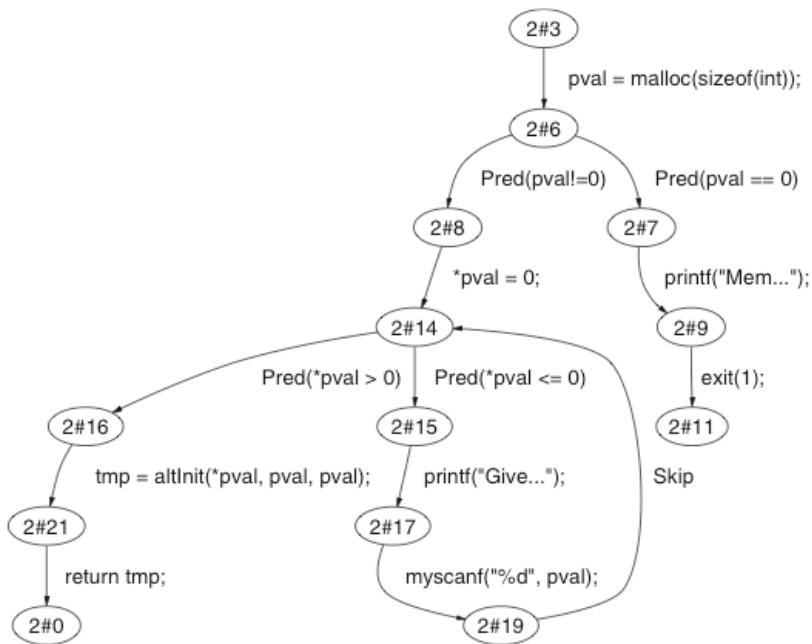 2#3
pval = malloc(sizeof(int));
2#6
Pred(pval!=0)
Pred(pval == 0)
2#8
2#7
*pval = 0;
printf("Mem...");
2#14
2#9
Pred(*pval > 0)
Pred(*pval <= 0)
exit(1);
2#16
2#15
2#11
tmp = altInit(*pval, pval, pval);
printf("Give...");
Skip
2#21
2#17
return tmp;
myscanf("%d", pval);
2#0
2#19